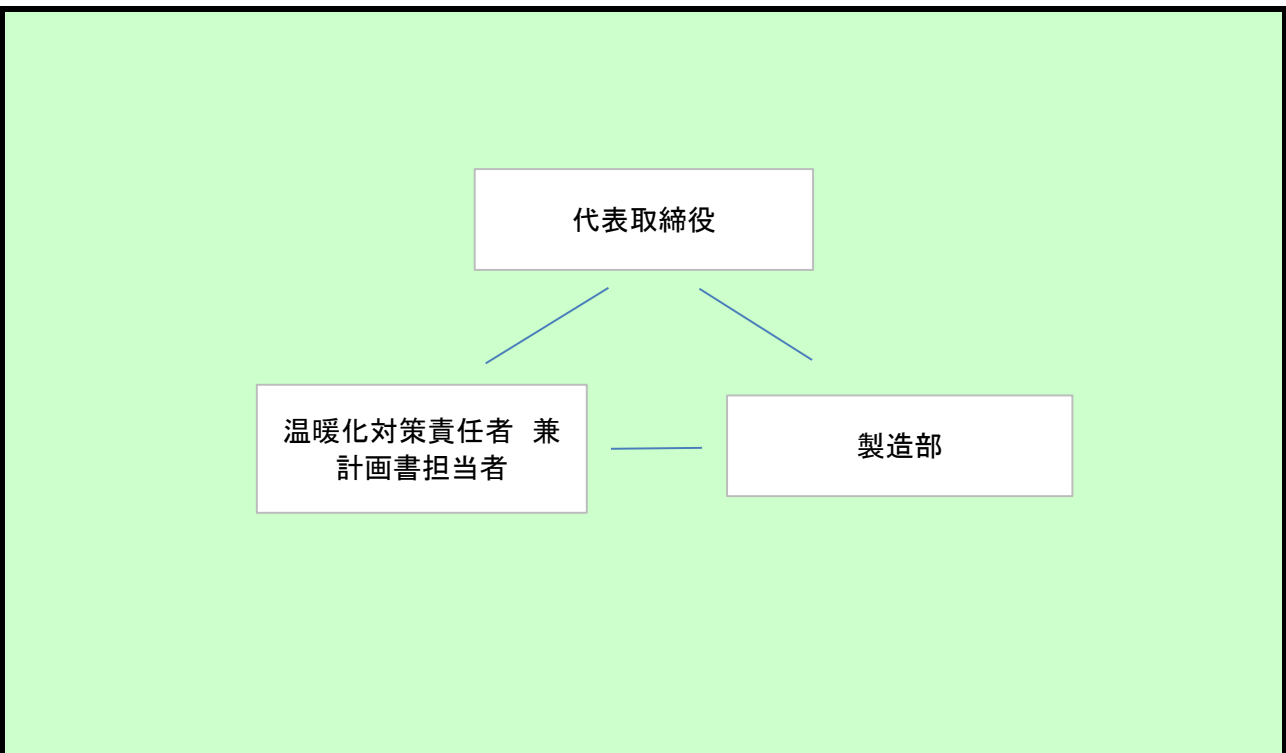 代表取締役
温暖化対策責任者　兼
計画書担当者
製造部